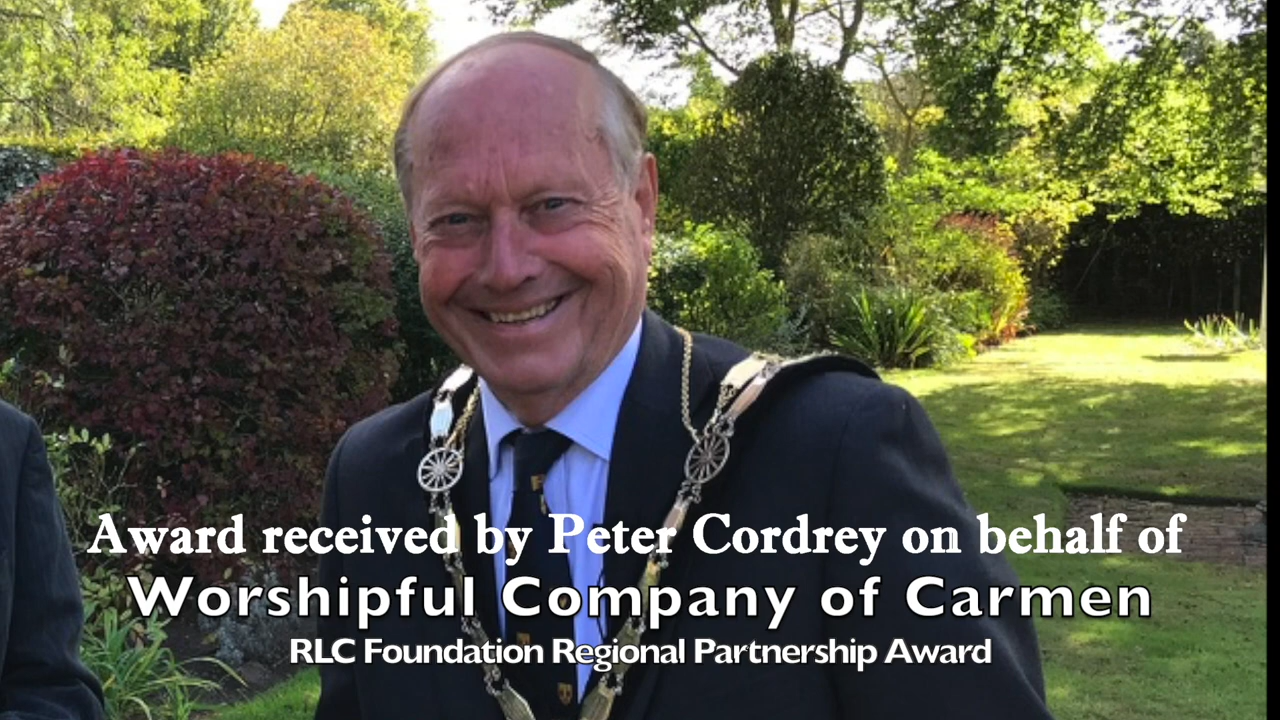 Award received by Peter Cordrey on behalf of
Worshipful Company of Carmen
RLC Foundation Regional Partnership Award